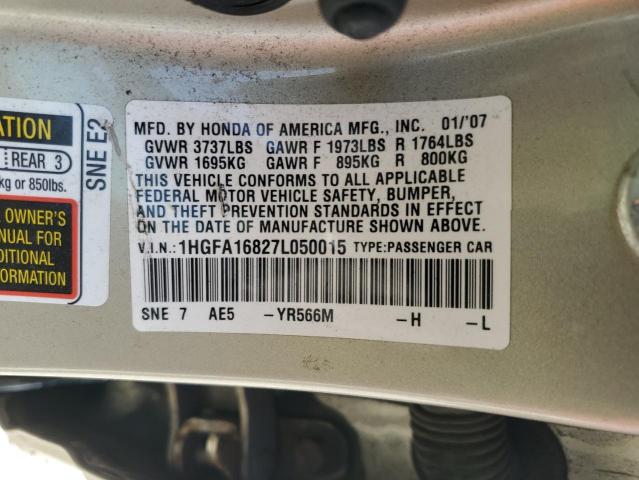 ATION
REAR 3
kg or 850lbs.
OWNER'S
ANUAL FOR
DITIONAL
FORMATION
SNE E2
MFD. BY HONDA OF AMERICA MFG., INC. 01/'07
GVWR 3737LBS GAWR F 1973LBS R 1764LBS
GVWR 1695KG GAWR F 895KG R 800KG
THIS VEHICLE CONFORMS TO ALL APPLICABLE
FEDERAL MOTOR VEHICLE SAFETY, BUMPER,
AND THEFT PREVENTION STANDARDS IN EFFECT
ON THE DATE OF MANUFACTURE SHOWN ABOVE.
V.I.N.: 1HGFA16827L050015 TYPE:PASSENGER CAR
SNE 7 AE5 -YR566M -H -L